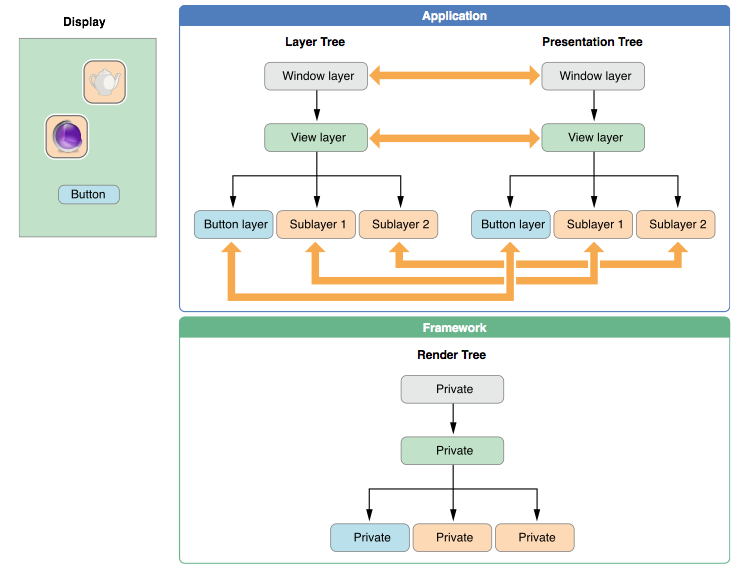 Display
Button
Application
Layer Tree
Presentation Tree
Window layer
Window layer
View layer
View layer
Button layer
Sublayer 1
Sublayer 2
Button layer
Sublayer 1
Sublayer 2
Framework
Render Tree
Private
Private
Private
Private
Private